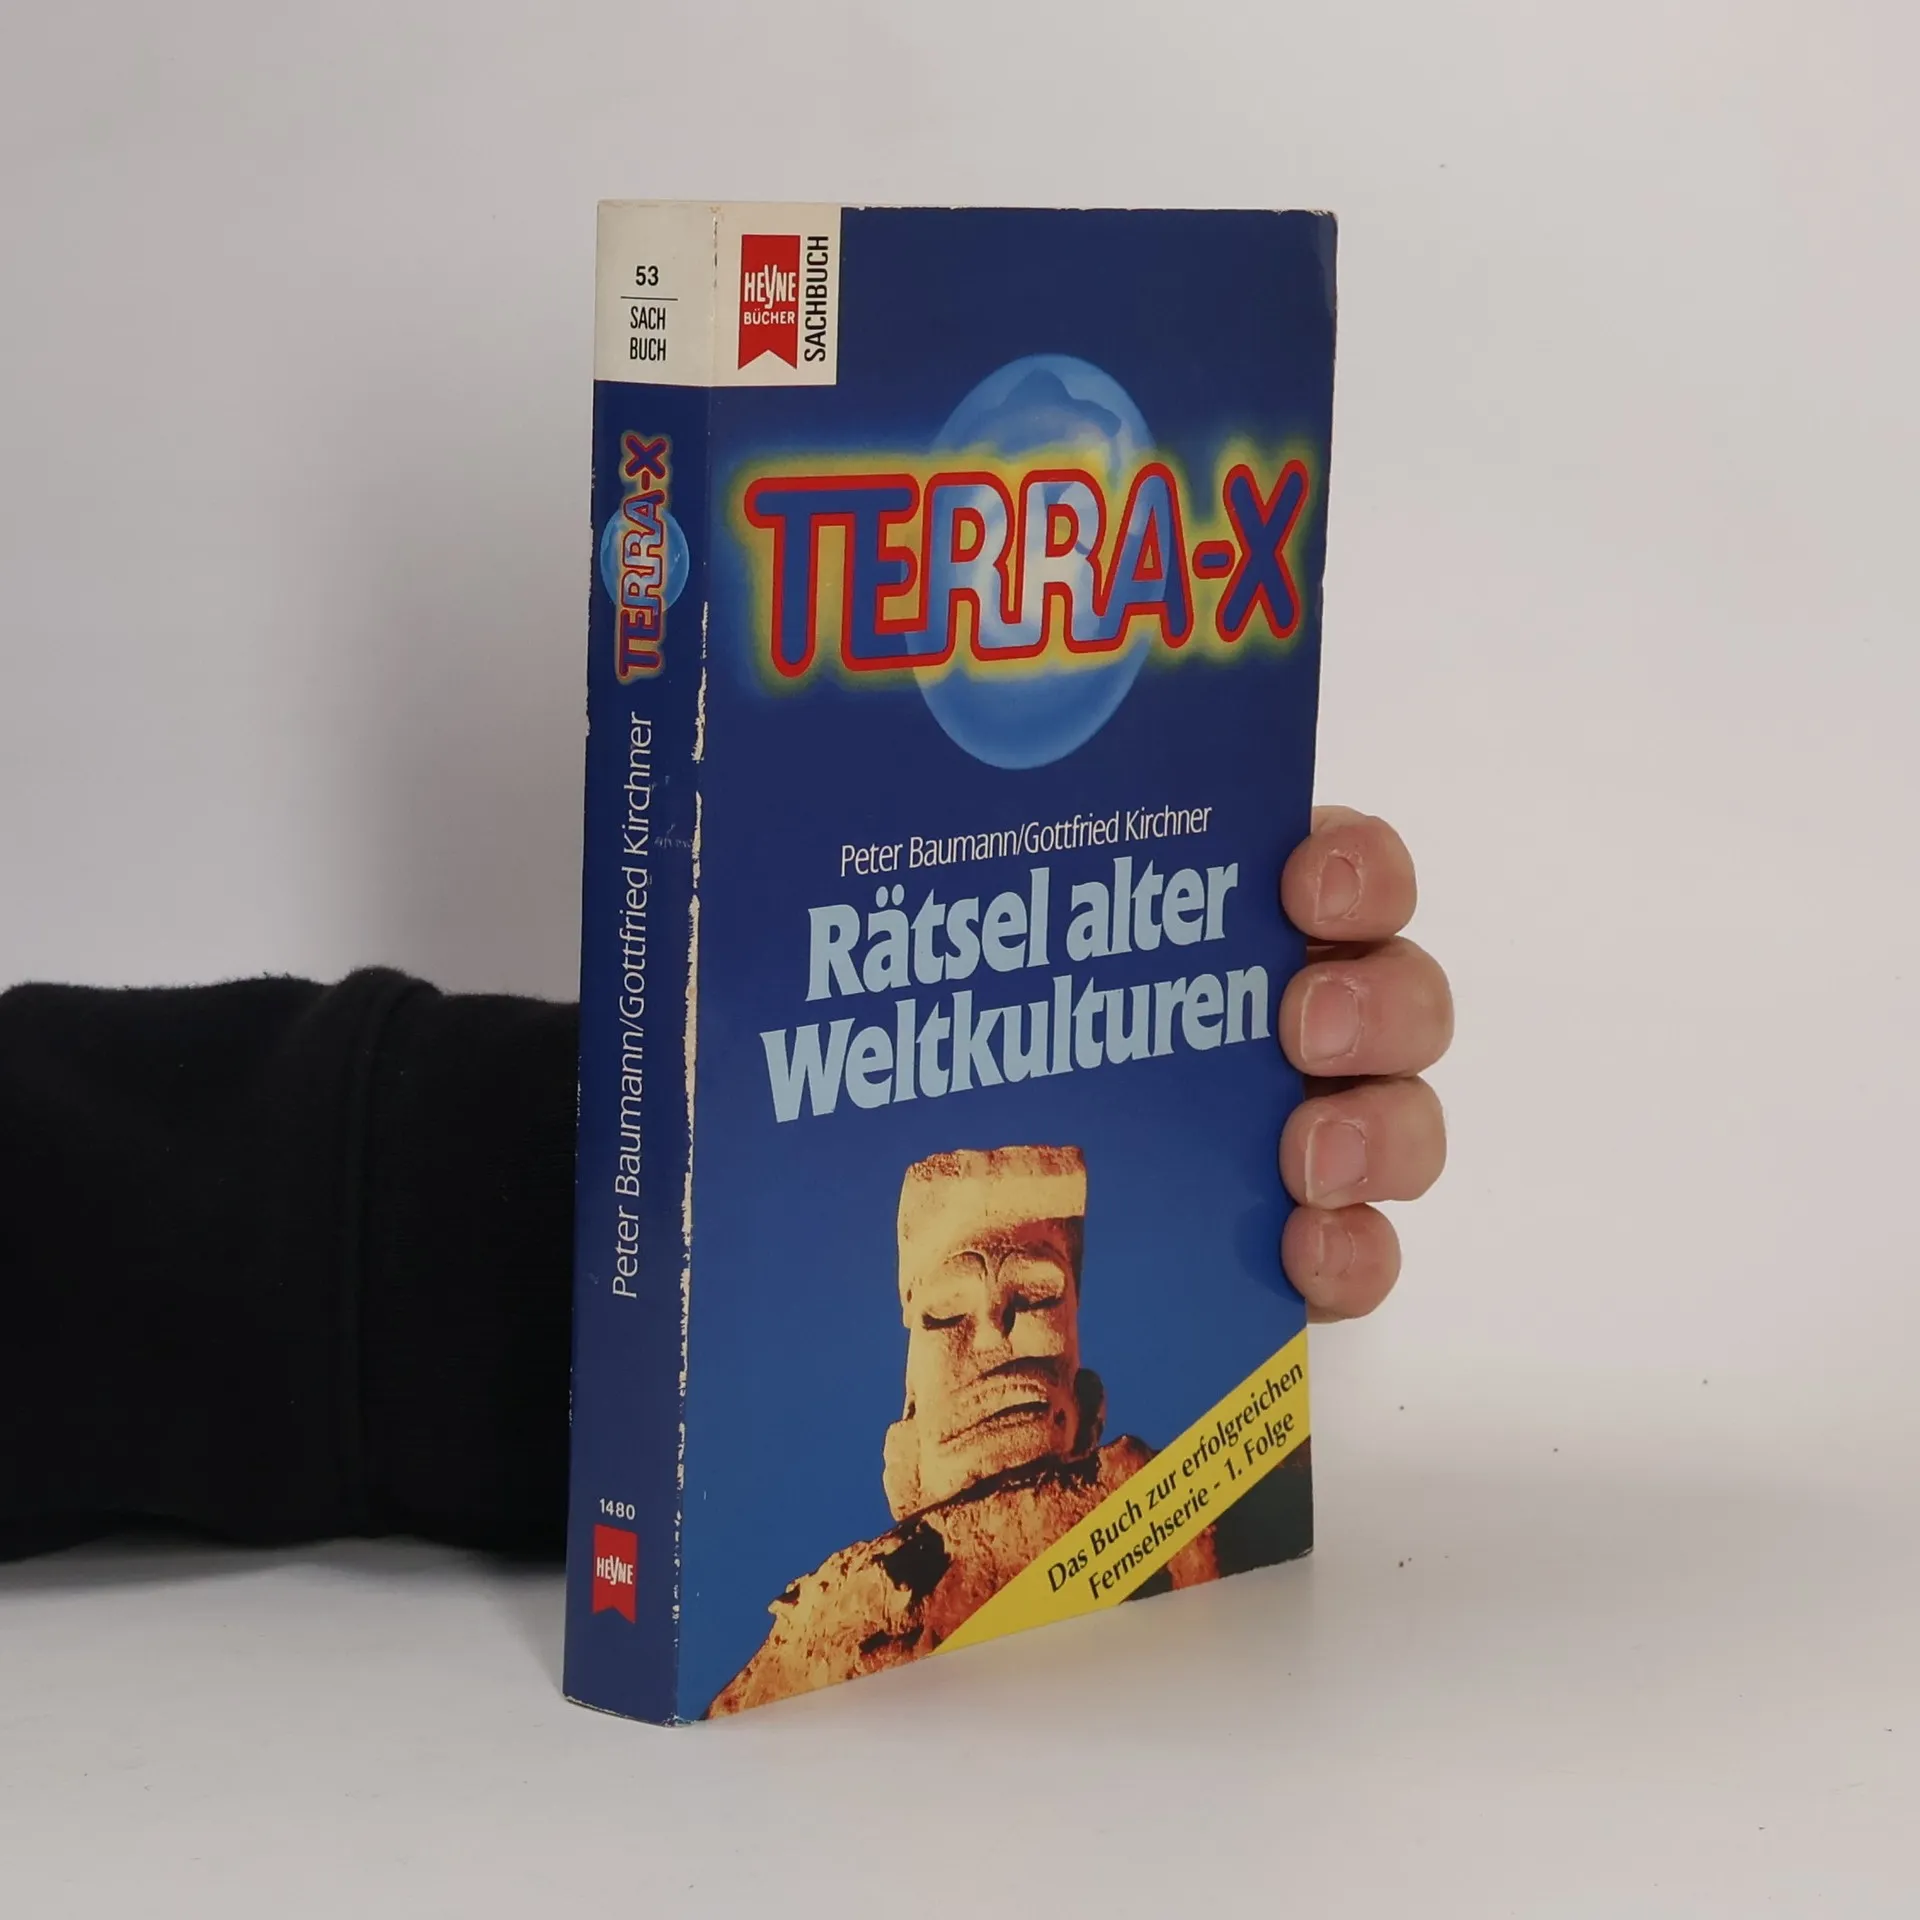 53
SACH
BUCH
TERRA-X
Peter Baumann/Gottfried Kirchner
1480
HEYNE
HEYNE
BÜCHER
SACHBUCH
TERRA-X
Peter Baumann/Gottfried Kirchner
Rätsel alter
Weltkulturen
Das Buch zur erfolgreichen
Fernsehserie - 1. Folge